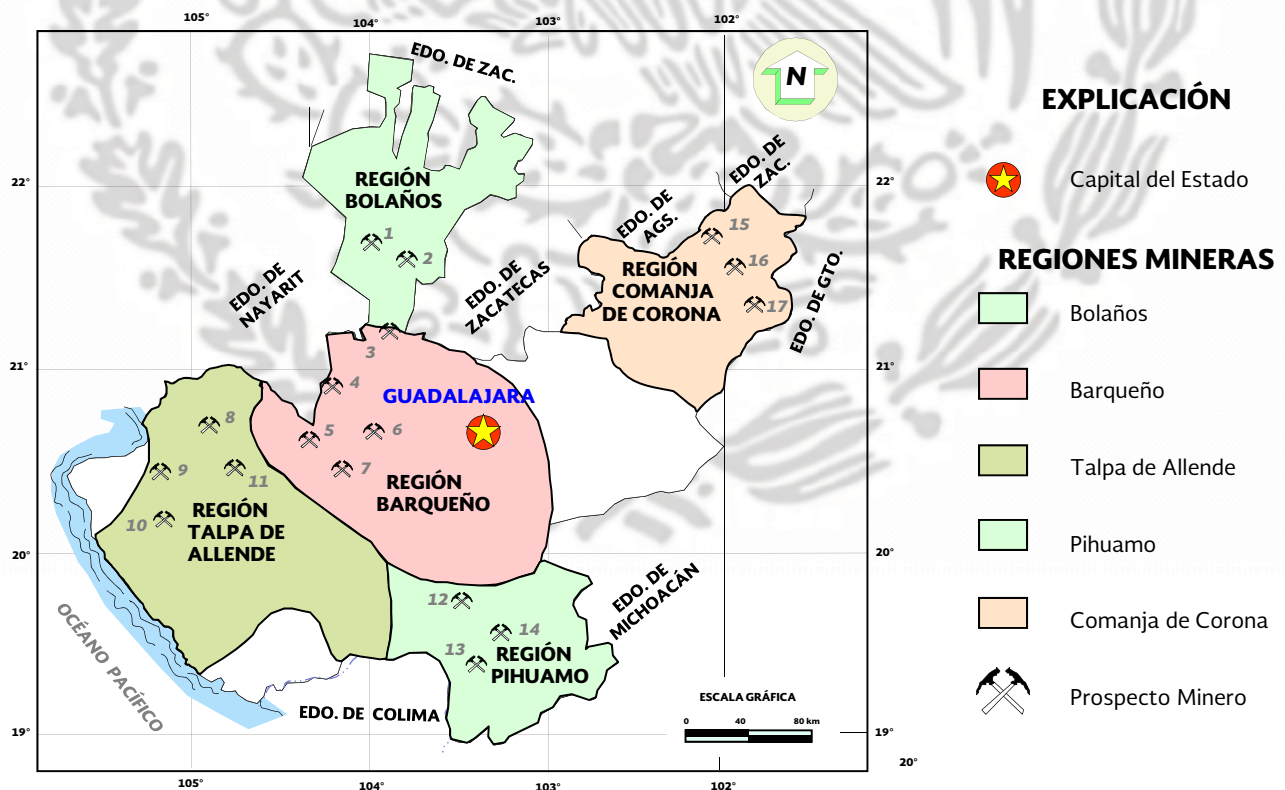 105°
104°
103°
102°
EDO. DE ZAC.
N
EXPLICACIÓN
EDO. DE
ZAC.
22°
22°
Capital del Estado
REGIÓN
BOLAÑOS
EDO. DE
AGS.
15
1
2
16
17
REGIÓN
COMANJA
DE CORONA
REGIONES MINERAS
EDO. DE
NAYARIT
EDO. DE
ZACATECAS
EDO. DE GTO.
Bolaños
3
21°
21°
4
GUADALAJARA
Barqueño
8
5
6
9
11
7
REGIÓN
BARQUEÑO
Talpa de Allende
10
REGIÓN
TALPA DE
ALLENDE
20°
20°
Pihuamo
EDO. DE
MICHOACÁN
12
14
13
REGIÓN
PIHUAMO
Comanja de Corona
OCÉANO PACÍFICO
EDO. DE COLIMA
ESCALA GRÁFICA
0 40 80 km
Prospecto Minero
19°
19°
20°
105°
104°
103°
102°